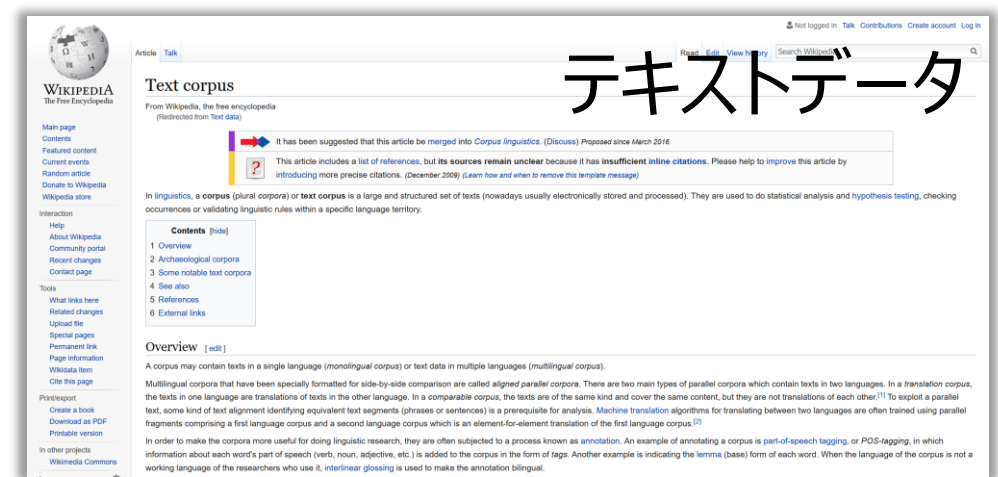 Not logged in Talk Contributions Create account Log in
Article Talk
Read Edit View history Search Wikipedia
テキストデータ
WIKIPEDIA
The Free Encyclopedia
Main page
Contents
Featured content
Current events
Random article
Donate to Wikipedia
Wikipedia store
Interaction
Help
About Wikipedia
Community portal
Recent changes
Contact page
Tools
What links here
Related changes
Upload file
Special pages
Permanent link
Page information
Wikidata item
Cite this page
Print/export
Create a book
Download as PDF
Printable version
In other projects
Wikimedia Commons
Text corpus
From Wikipedia, the free encyclopedia
(Redirected from Text data)
It has been suggested that this article be merged into Corpus linguistics. (Discuss) Proposed since March 2016.
This article includes a list of references, but its sources remain unclear because it has insufficient inline citations. Please help to improve this article by
introducing more precise citations. (December 2009) (Learn how and when to remove this template message)
In linguistics, a corpus (plural corpora) or text corpus is a large and structured set of texts (nowadays usually electronically stored and processed). They are used to do statistical analysis and hypothesis testing, checking
occurrences or validating linguistic rules within a specific language territory.
Contents [hide]
1 Overview
2 Archaeological corpora
3 Some notable text corpora
4 See also
5 References
6 External links
Overview [ edit ]
A corpus may contain texts in a single language (monolingual corpus) or text data in multiple languages (multilingual corpus).
Multilingual corpora that have been specially formatted for side-by-side comparison are called aligned parallel corpora. There are two main types of parallel corpora which contain texts in two languages. In a translation corpus,
the texts in one language are translations of texts in the other language. In a comparable corpus, the texts are of the same kind and cover the same content, but they are not translations of each other.[1] To exploit a parallel
text, some kind of text alignment identifying equivalent text segments (phrases or sentences) is a prerequisite for analysis. Machine translation algorithms for translating between two languages are often trained using parallel
fragments comprising a first language corpus and a second language corpus which is an element-for-element translation of the first language corpus.[2]
In order to make the corpora more useful for doing linguistic research, they are often subjected to a process known as annotation. An example of annotating a corpus is part-of-speech tagging, or POS-tagging, in which
information about each word's part of speech (verb, noun, adjective, etc.) is added to the corpus in the form of tags. Another example is indicating the lemma (base) form of each word. When the language of the corpus is not a
working language of the researchers who use it, interlinear glossing is used to make the annotation bilingual.